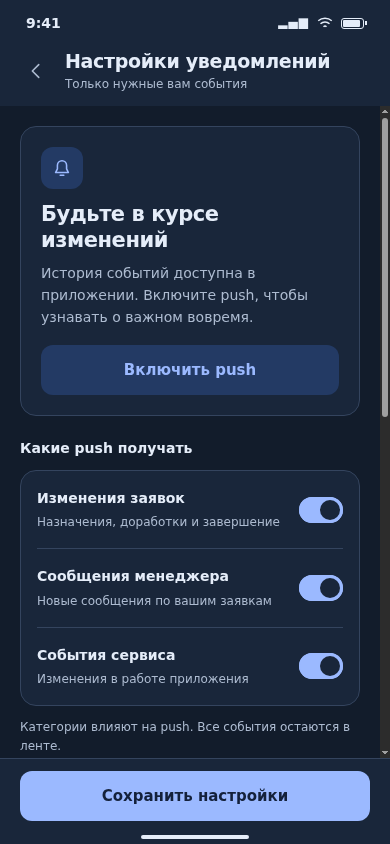 9:41
Настройки уведомлений
Только нужные вам события
Будьте в курсе
изменений
История событий доступна в
приложении. Включите push, чтобы
узнавать о важном вовремя.
Включить push
Какие push получать
Изменения заявок
Назначения, доработки и завершение
Сообщения менеджера
Новые сообщения по вашим заявкам
События сервиса
Изменения в работе приложения
Категории влияют на push. Все события остаются в
ленте.
Сохранить настройки